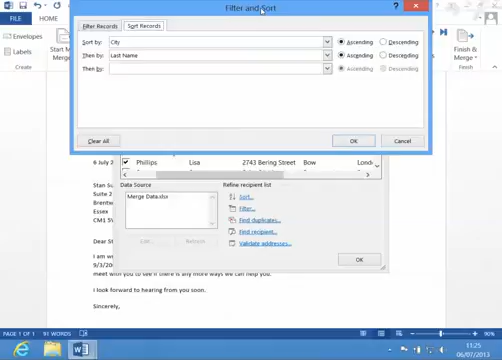 Filter and Sort
FILE
HOME
Envelopes
Labels
Start M
Merge
Finish &
Merge
Filter Records
Sort Records
Sort by:
City
Ascending
Descending
Then by:
Last Name
Ascending
Descending
Then by:
Ascending
Descending
Clear All
OK
Cancel
Phillips
Lisa
2743 Bering Street
Bow
6 July
Stan Su
Suite 2
Brentw
Essex
CM1 5
Dear St
I am w
9/3/20
Data Source
Merge Data.xlsx
Edit...
Refresh
Refine recipient list
Sort...
Filter...
Find duplicates...
Find recipient...
Validate addresses...
OK
meet with you to see if there is any more ways we can help you.
I look forward to hearing from you soon.
Sincerely,
PAGE 1 OF 1
91 WORDS
90%
11:25
06/07/2013